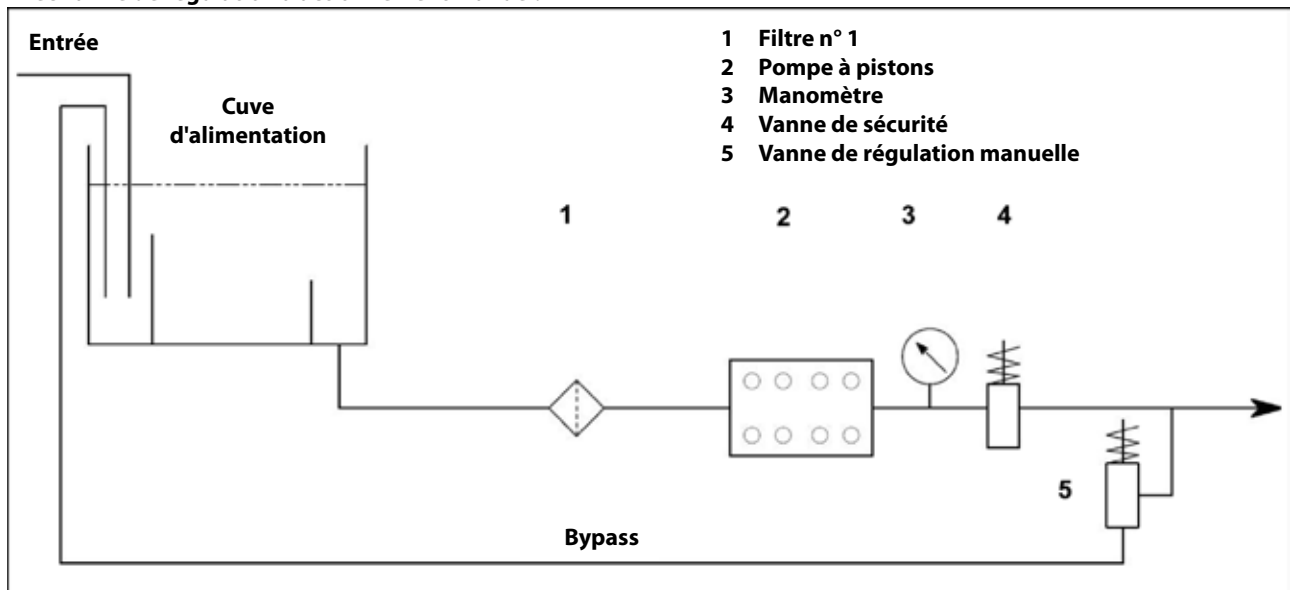 Entrée
Cuve
d'alimentation
1 Filtre n° 1
2 Pompe à pistons
3 Manomètre
4 Vanne de sécurité
5 Vanne de régulation manuelle
1
2
3
4
5
Bypass